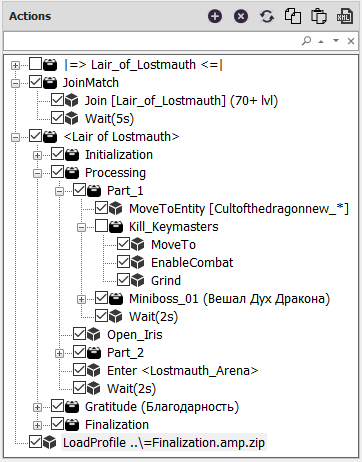 Actions
XML
|=> Lair_of_Lostmauth <=|
JoinMatch
Join [Lair_of_Lostmauth] (70+ lvl)
Wait(5s)
<Lair of Lostmauth>
Initialization
Processing
Part_1
MoveToEntity [Cultofthedragonnew_*]
Kill_Keymasters
MoveTo
EnableCombat
Grind
Miniboss_01 (Вешал Дух Дракона)
Wait(2s)
Open_Iris
Part_2
Enter <Lostmauth_Arena>
Wait(2s)
Gratitude (Благодарность)
Finalization
LoadProfile ..\=Finalization.amp.zip